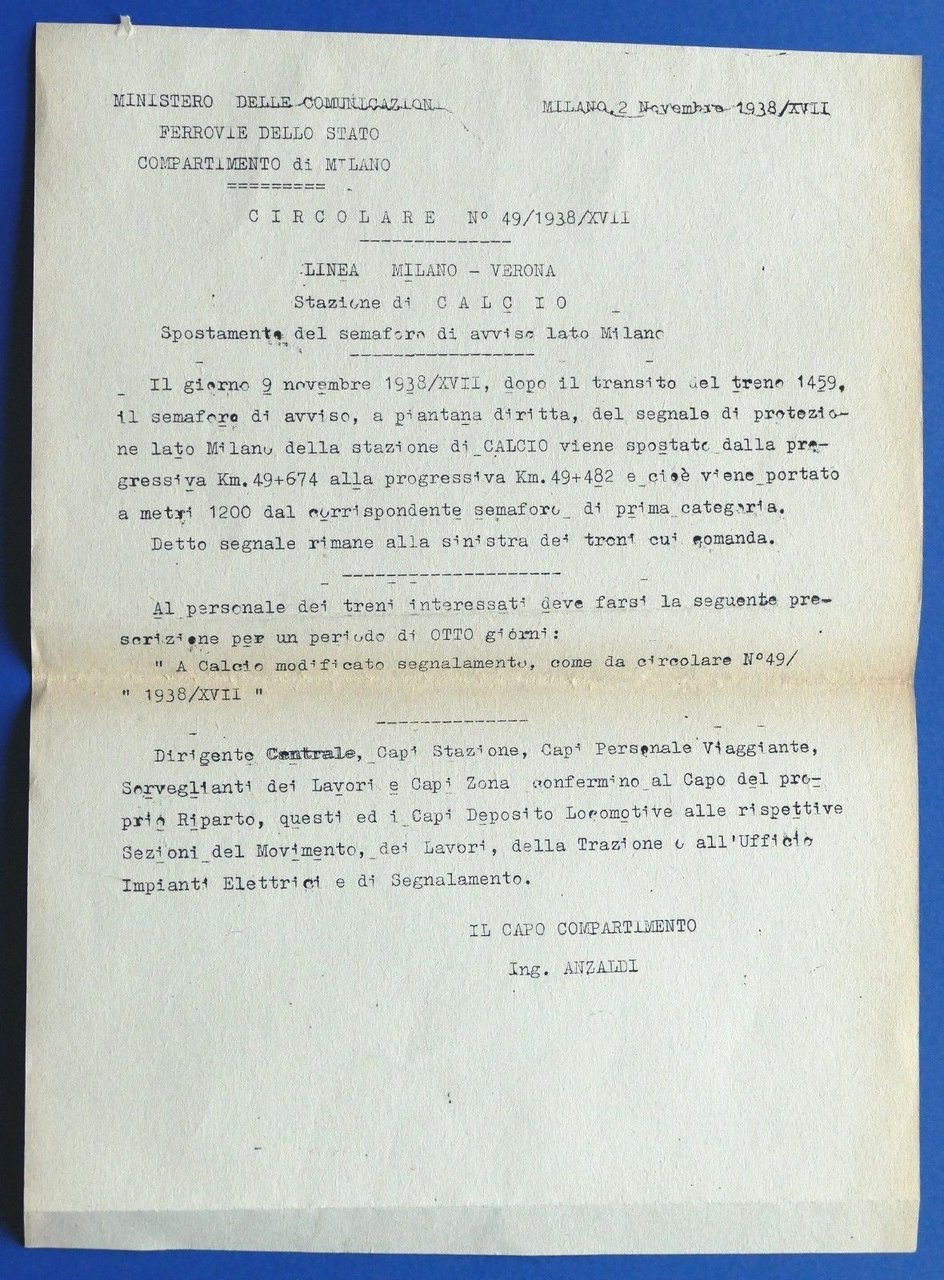 MINISTERO DELLE COMUNICAZIONI
MILANO, 2 Novembre 1938/XVII
FERROVIE DELLO STATO
COMPARTIMENTO di MILANO
=========
C I R C O L A R E N° 49/1938/XVII
--------------
LINEA MILANO - VERONA
Stazione di C A L C I O
Spostamento del semaforo di avviso lato Milano
-----------------
Il giorno 9 novembre 1938/XVII, dopo il transito del treno 1459,
il semaforo di avviso, a piantana diritta, del segnale di protezio-
ne lato Milano della stazione di CALCIO viene spostato dalla pro-
gressiva Km.49+674 alla progressiva Km.49+482 e cioè viene portato
a metri 1200 dal corrispondente semaforo di prima categoria.
Detto segnale rimane alla sinistra dei treni cui comanda.
--------------------
Al personale dei treni interessati deve farsi la seguente pre-
scrizione per un periodo di OTTO giorni:
" A Calcio modificato segnalamento, come da circolare N°49/
" 1938/XVII "
--------------
Dirigente Centrale, Capi Stazione, Capi Personale Viaggiante,
Sorveglianti dei Lavori e Capi Zona confermino al Capo del pro-
prio Riparto, questi ed i Capi Deposito Locomotive alle rispettive
Sezioni del Movimento, dei Lavori, della Trazione o all'Ufficio
Impianti Elettrici e di Segnalamento.
IL CAPO COMPARTIMENTO
Ing. ANZALDI